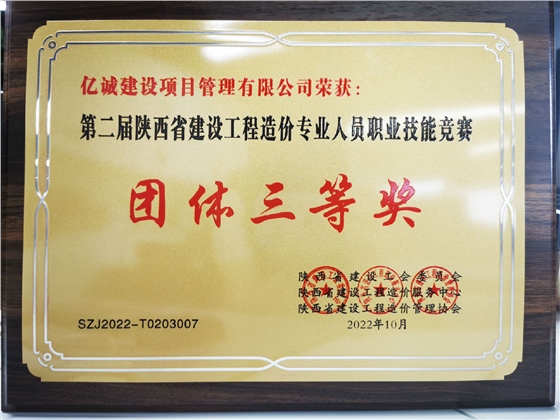 亿诚建设项目管理有限公司荣获：
第二届陕西省建设工程造价专业人员职业技能竞赛
团体三等奖
陕西省建设工会委员会
陕西省建设工程造价服务中心
陕西省建设工程造价管理协会
SZJ2022-T0203007
2022年10月